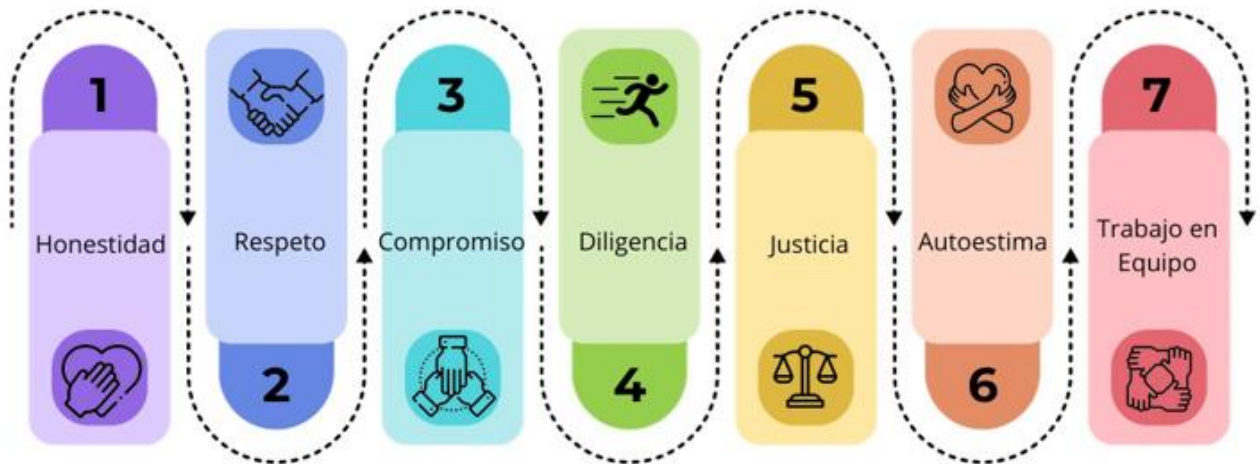 1
Honestidad
Respeto
2
3
Compromiso
Diligencia
4
5
Justicia
Autoestima
6
7
Trabajo en
Equipo